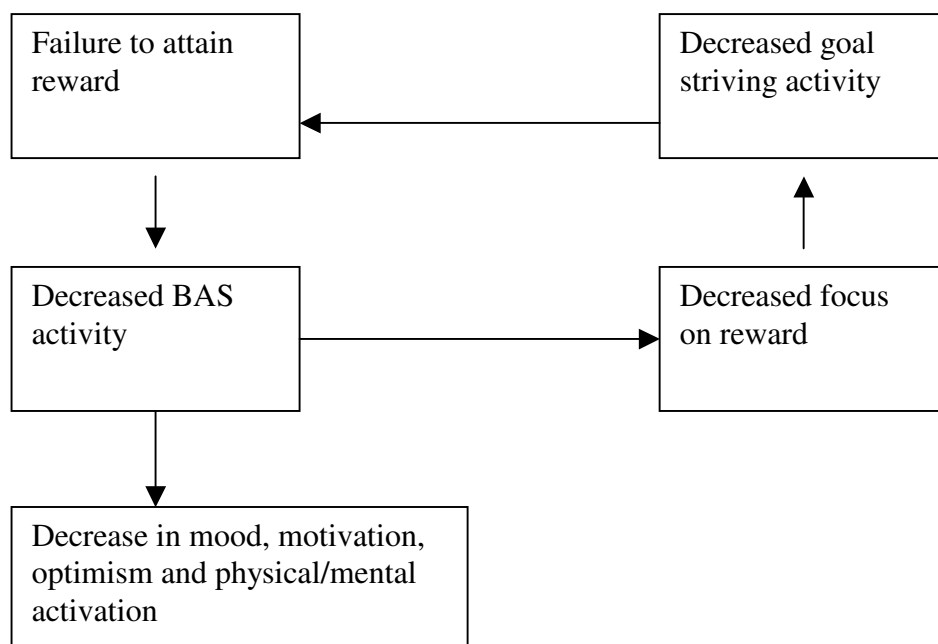 Failure to attain
reward
Decreased goal
striving activity
Decreased BAS
activity
Decreased focus
on reward
Decrease in mood, motivation,
optimism and physical/mental
activation